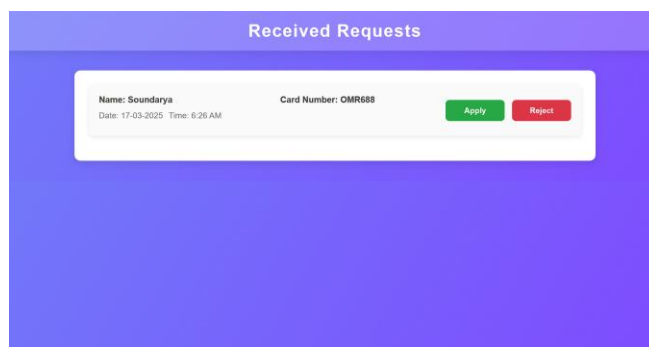 Received Requests
Name: Soundarya Card Number: OMR688
Date: 17-03-2025 Time: 6:26 AM
Apply Reject